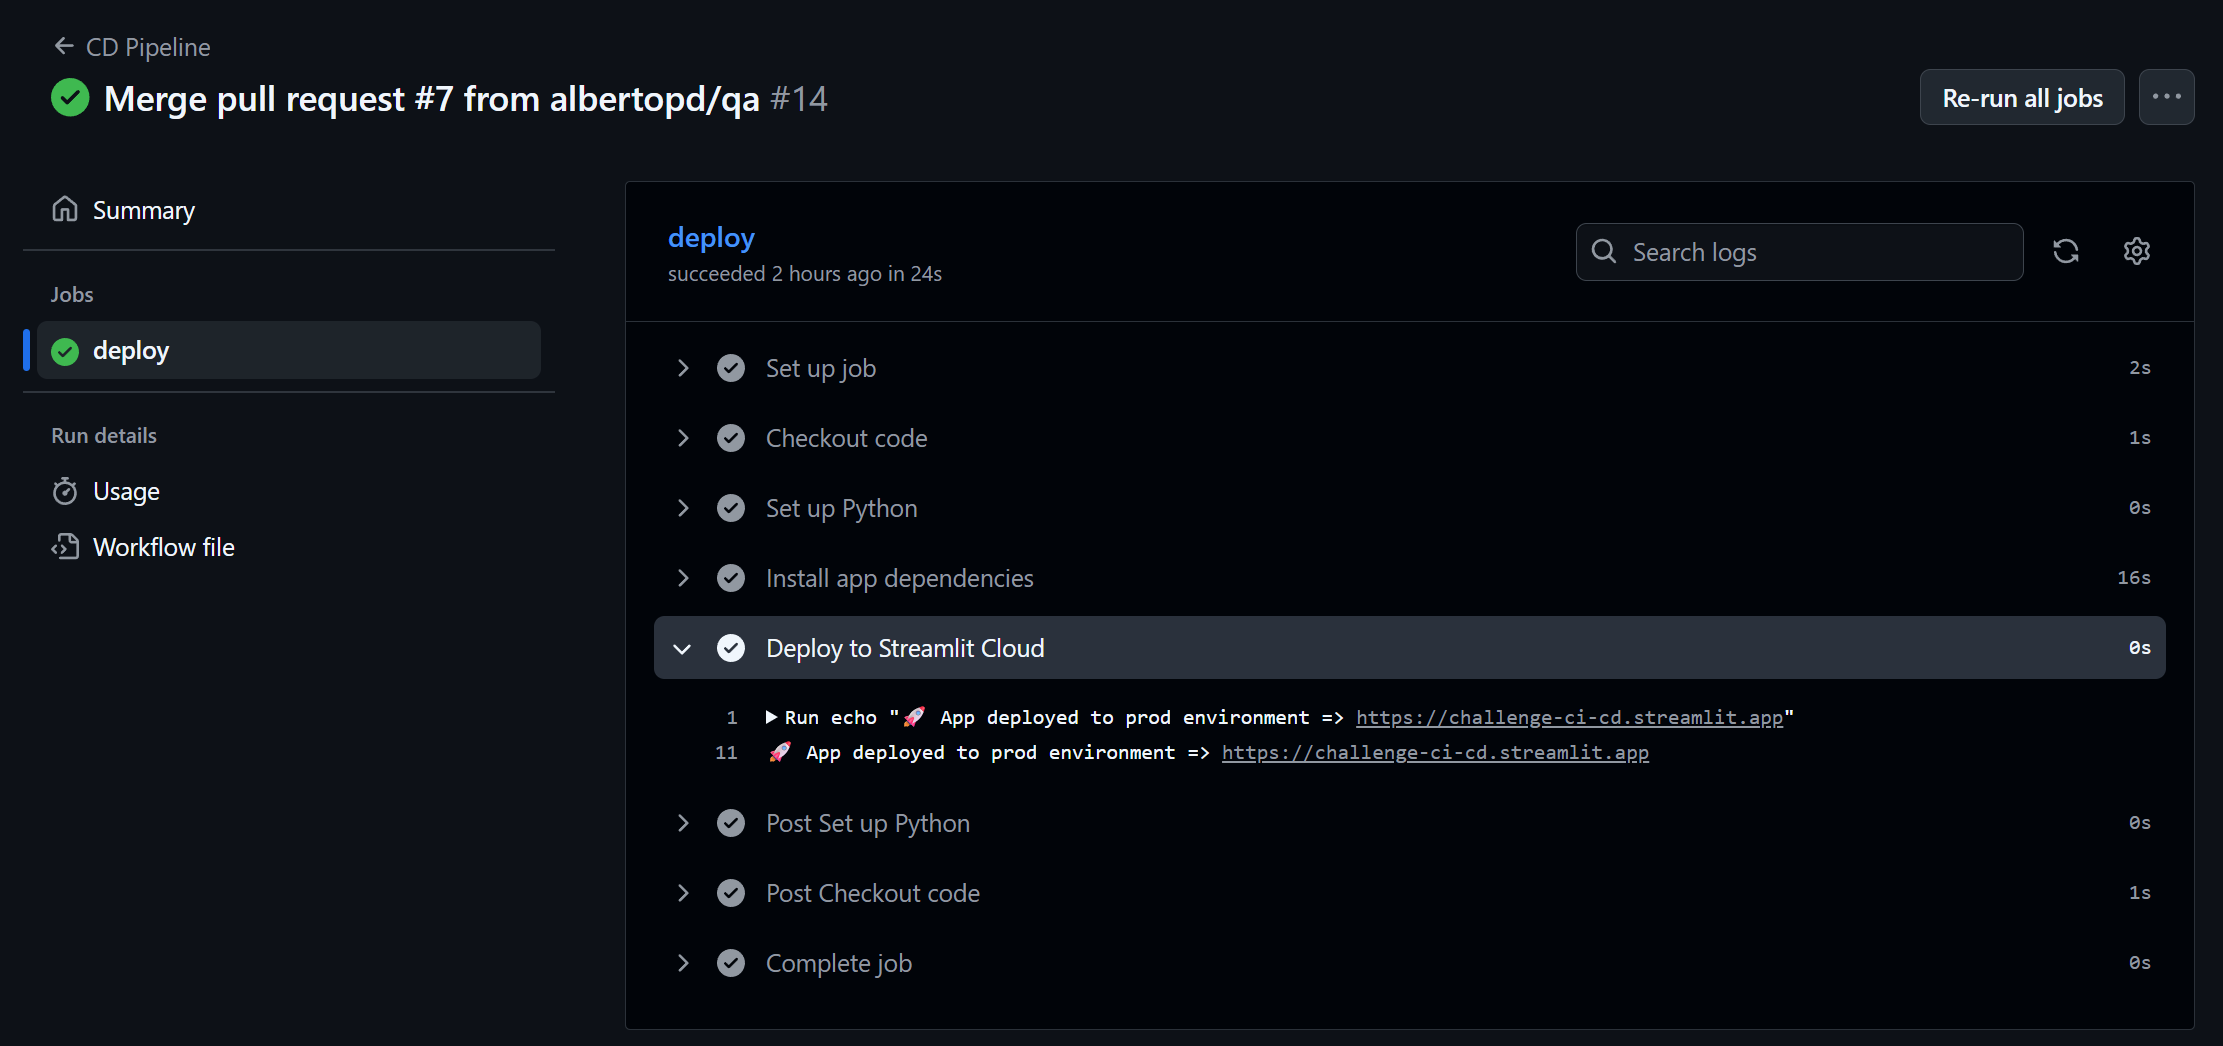 CD Pipeline
Merge pull request #7 from albertopd/qa #14
Re-run all jobs
Summary
Jobs
deploy
Run details
Usage
Workflow file
deploy
succeeded 2 hours ago in 24s
Search logs
Set up job 2s
Checkout code 1s
Set up Python 0s
Install app dependencies 16s
Deploy to Streamlit Cloud 0s
1 Run echo "🚀 App deployed to prod environment => https://challenge-ci-cd.streamlit.app"
11 🚀 App deployed to prod environment => https://challenge-ci-cd.streamlit.app
Post Set up Python 0s
Post Checkout code 1s
Complete job 0s